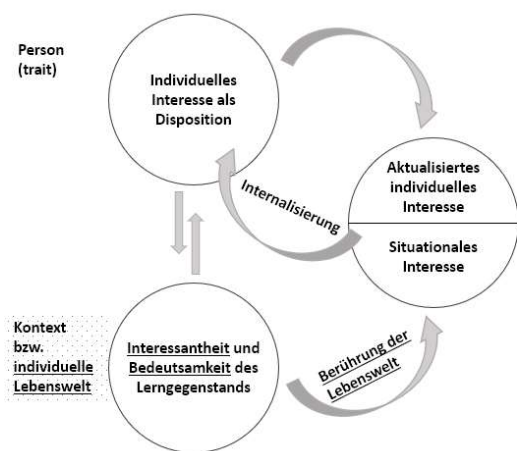 Person
(trait)
Individuelles
Interesse als
Disposition
Aktualisiertes
individuelles
Interesse
Situationales
Interesse
Internalisierung
Kontext
bzw.
individuelle
Lebenswelt
Interessantheit und
Bedeutsamkeit des
Lerngegenstands
Berührung der
Lebenswelt